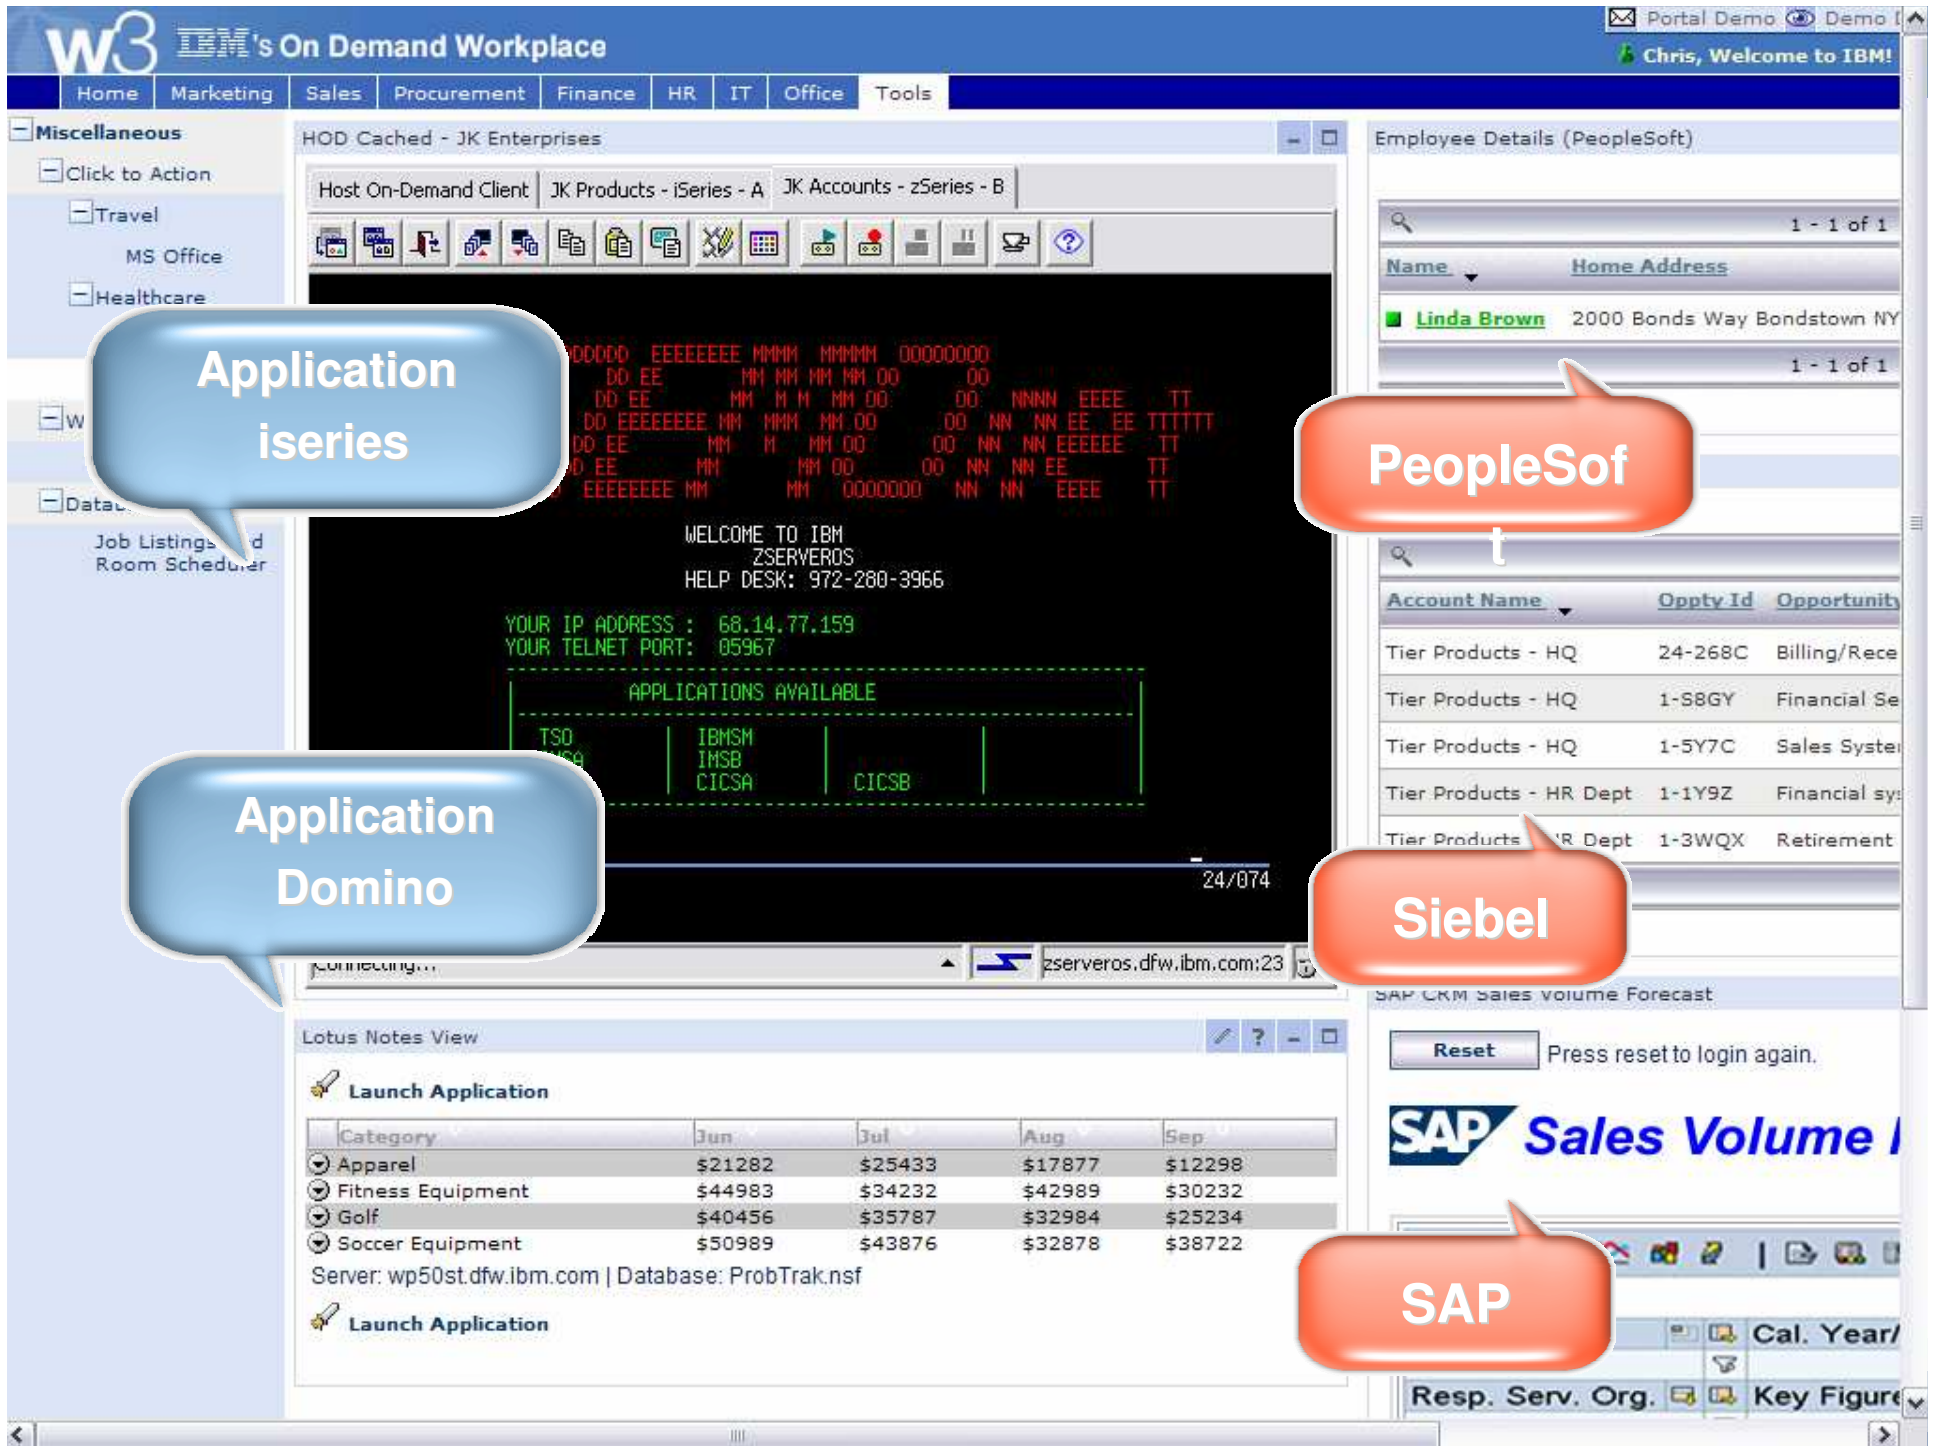 Portal Demo Demo
w3 IBM's On Demand Workplace
Chris, Welcome to IBM!
Home Marketing Sales Procurement Finance HR IT Office Tools
Miscellaneous
Click to Action
Travel
MS Office
Healthcare
Job Listings
Room Scheduler
Application
iseries
Application
Domino
HOD Cached - JK Enterprises
Host On-Demand Client JK Products - iSeries - A JK Accounts - zSeries - B
WELCOME TO IBM
ZSERVEROS
HELP DESK: 972-280-3966
YOUR IP ADDRESS : 68.14.77.159
YOUR TELNET PORT: 05967
APPLICATIONS AVAILABLE
TSO IBMSM
IMSB
CICSA CICSB
24/074
Connecting...
zserveros.dfw.ibm.com:23
Lotus Notes View
Launch Application
Category Jun Jul Aug Sep
Apparel $21282 $25433 $17877 $12298
Fitness Equipment $44983 $34232 $42989 $30232
Golf $40456 $35787 $32984 $25234
Soccer Equipment $50989 $43876 $32878 $38722
Server: wp50st.dfw.ibm.com | Database: ProbTrak.nsf
Launch Application
Employee Details (PeopleSoft)
1 - 1 of 1
Name Home Address
Linda Brown 2000 Bonds Way Bondstown NY
1 - 1 of 1
PeopleSof
t
Account Name Oppty Id Opportunity
Tier Products - HQ 24-268C Billing/Rece
Tier Products - HQ 1-S8GY Financial Se
Tier Products - HQ 1-5Y7C Sales Syste
Tier Products - HR Dept 1-1Y9Z Financial sys
Tier Products HR Dept 1-3WQX Retirement
Siebel
SAP CRM Sales Volume Forecast
Reset Press reset to login again.
SAP Sales Volume
SAP
Cal. Year/
Resp. Serv. Org. Key Figure